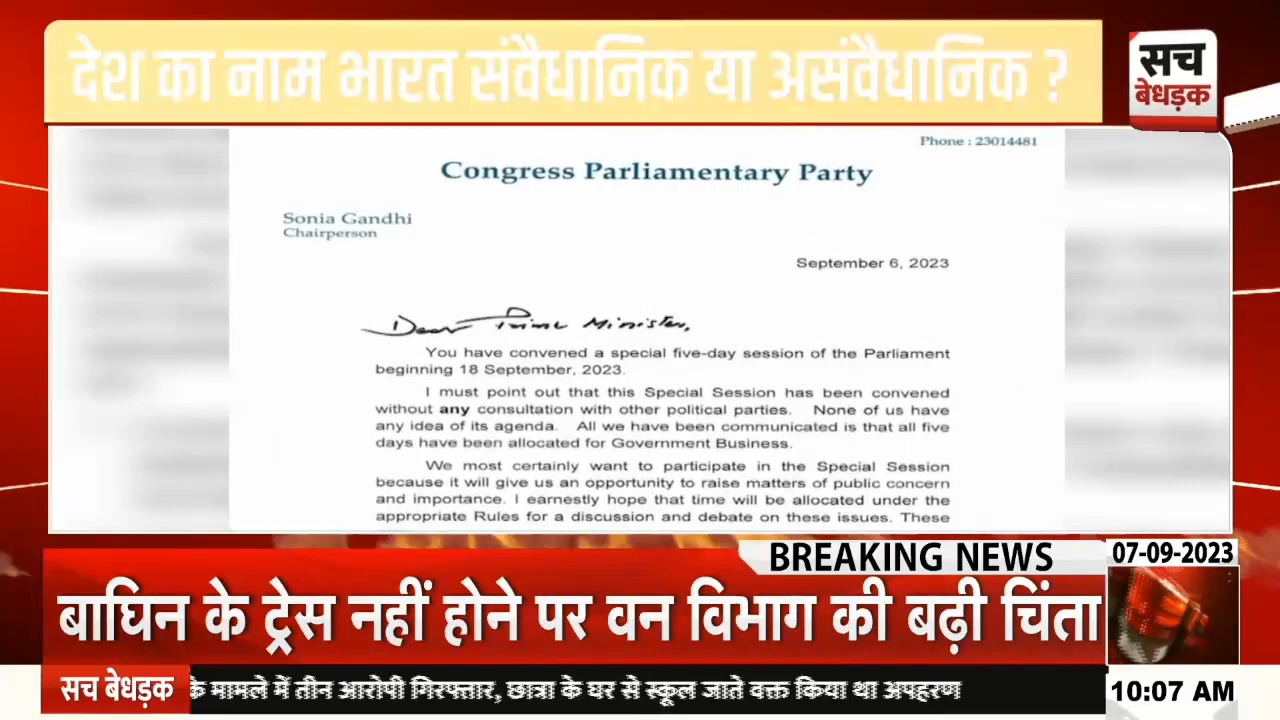 देश का नाम भारत संवैधानिक या असंवैधानिक ?
सच
बेधड़क
Phone : 23014481
Congress Parliamentary Party
Sonia Gandhi
Chairperson
September 6, 2023
Dear Prime Minister,
You have convened a special five-day session of the Parliament
beginning 18 September, 2023.
I must point out that this Special Session has been convened
without any consultation with other political parties. None of us have
any idea of its agenda. All we have been communicated is that all five
days have been allocated for Government Business.
We most certainly want to participate in the Special Session
because it will give us an opportunity to raise matters of public concern
and importance. I earnestly hope that time will be allocated under the
appropriate Rules for a discussion and debate on these issues. These
BREAKING NEWS
07-09-2023
बाघिन के ट्रेस नहीं होने पर वन विभाग की बढ़ी चिंता
सच बेधड़क
के मामले में तीन आरोपी गिरफ्तार, छात्रा के घर से स्कूल जाते वक्त किया था अपहरण
10:07 AM